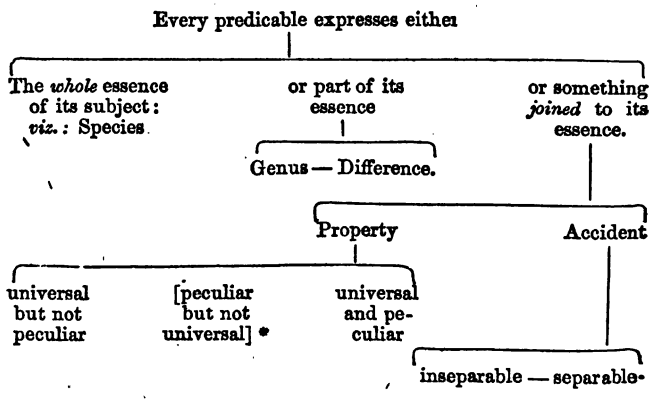 Every predicable expresses either
The whole essence
of its subject:
viz.: Species
or part of its
essence
or something
joined to its
essence.
Genus — Difference.
Property
Accident
universal
but not
peculiar
[peculiar
but not
universal] *
universal
and pe-
culiar
inseparable — separable.